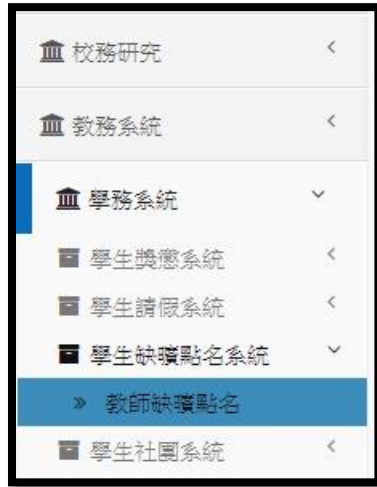 校務研究
教務系統
學務系統
學生獎懲系統
學生請假系統
學生缺曠點名系統
» 教師缺曠點名
學生社團系統